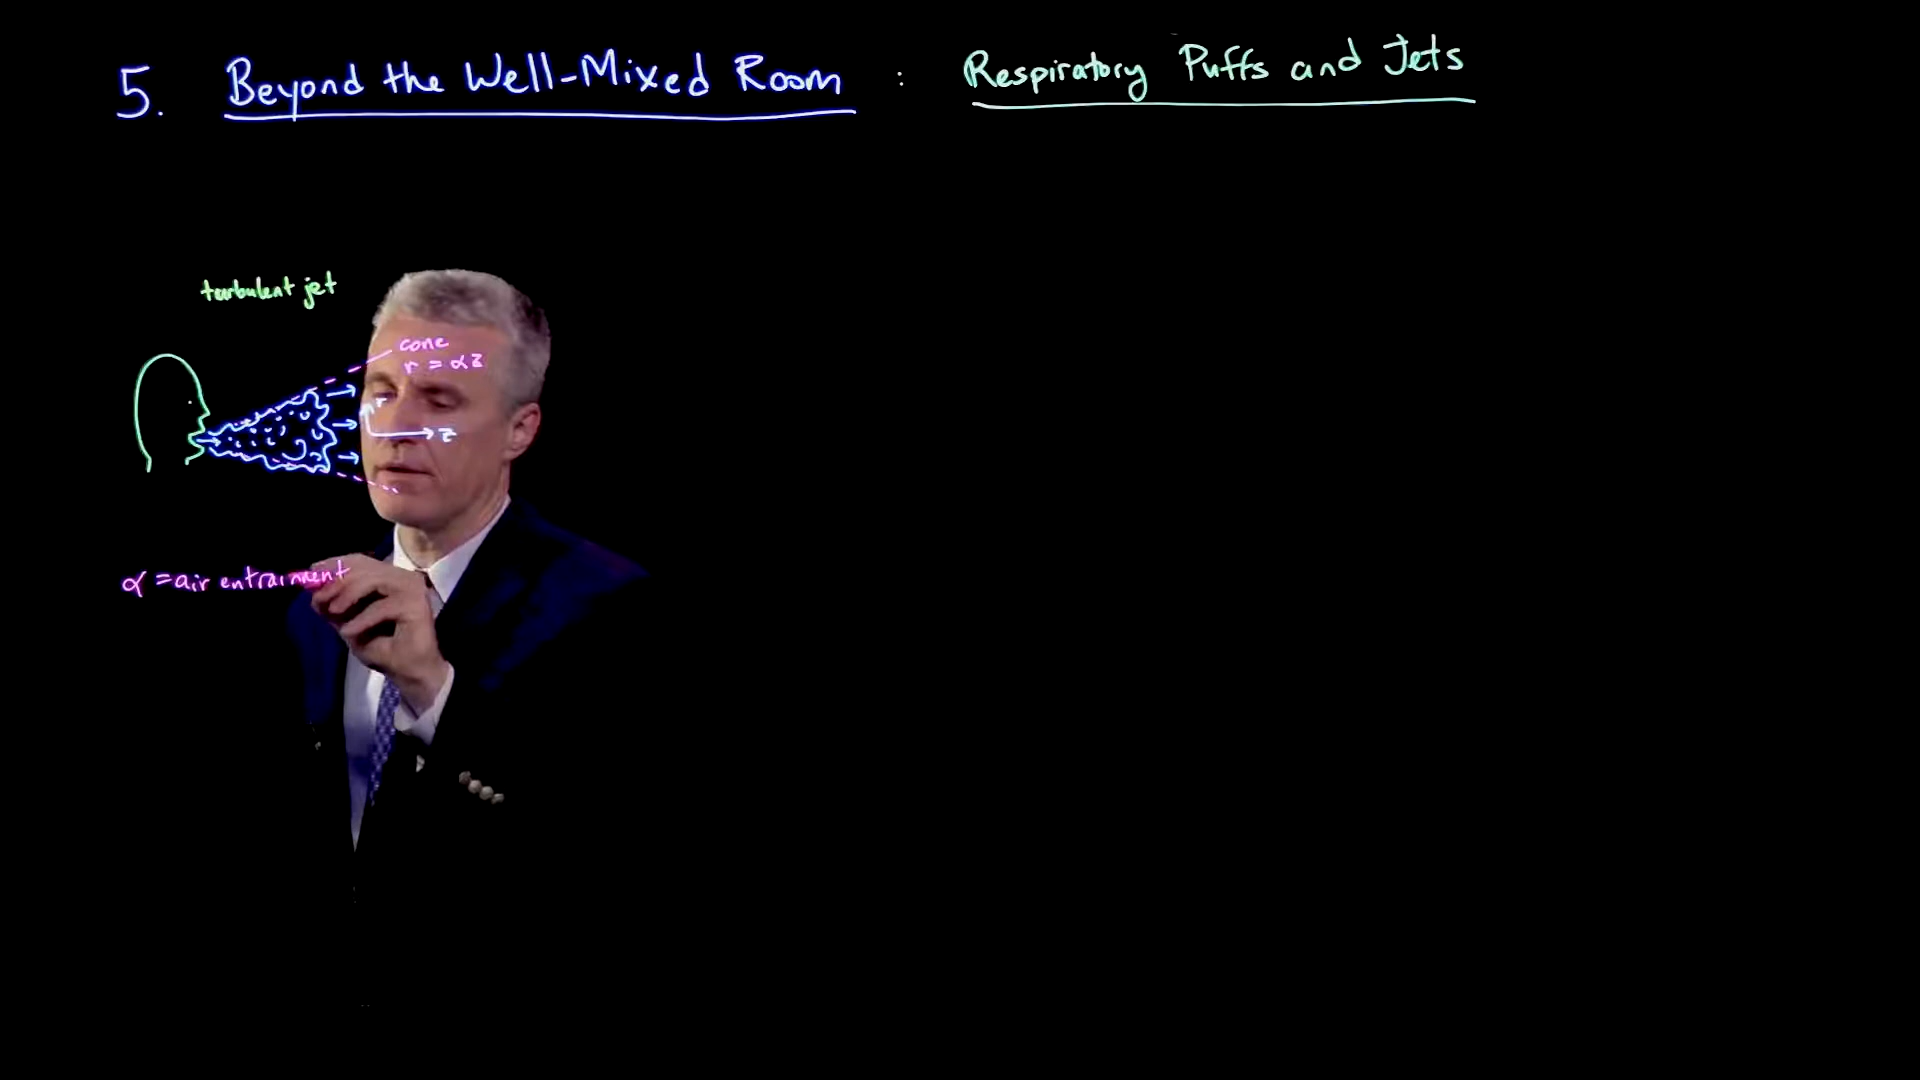 5. Beyond the Well-Mixed Room : Respiratory Puffs and Jets
turbulent jet
cone
r = αz
r
z
α = air entrainment